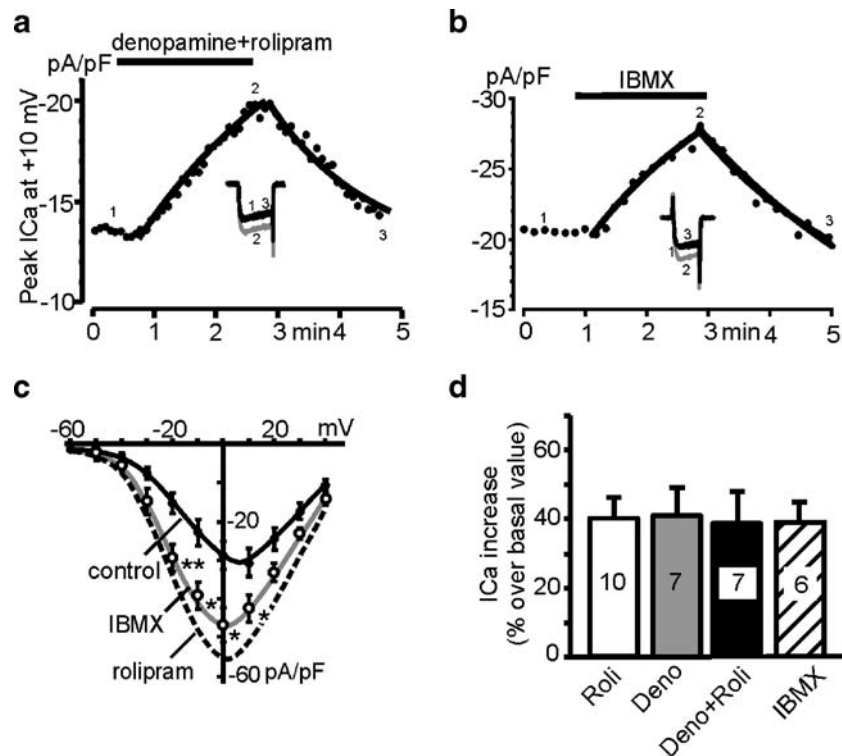 a
denopamine+rolipram
pA/pF
-20
-15
-10
Peak ICa at +10 mV
1
2
3
1 3
2
0 1 2 3 min 4 5
b
IBMX
pA/pF
-30
-25
-20
-15
1
2
3
1 3
2
0 1 2 3 min 4 5
c
-60 -20 20 mV
-20
control
**
*
*
*
IBMX
rolipram
-60 pA/pF
d
ICa increase
(% over basal value)
60
40
20
0
10 7 7 6
Roli Deno Deno+Roli IBMX